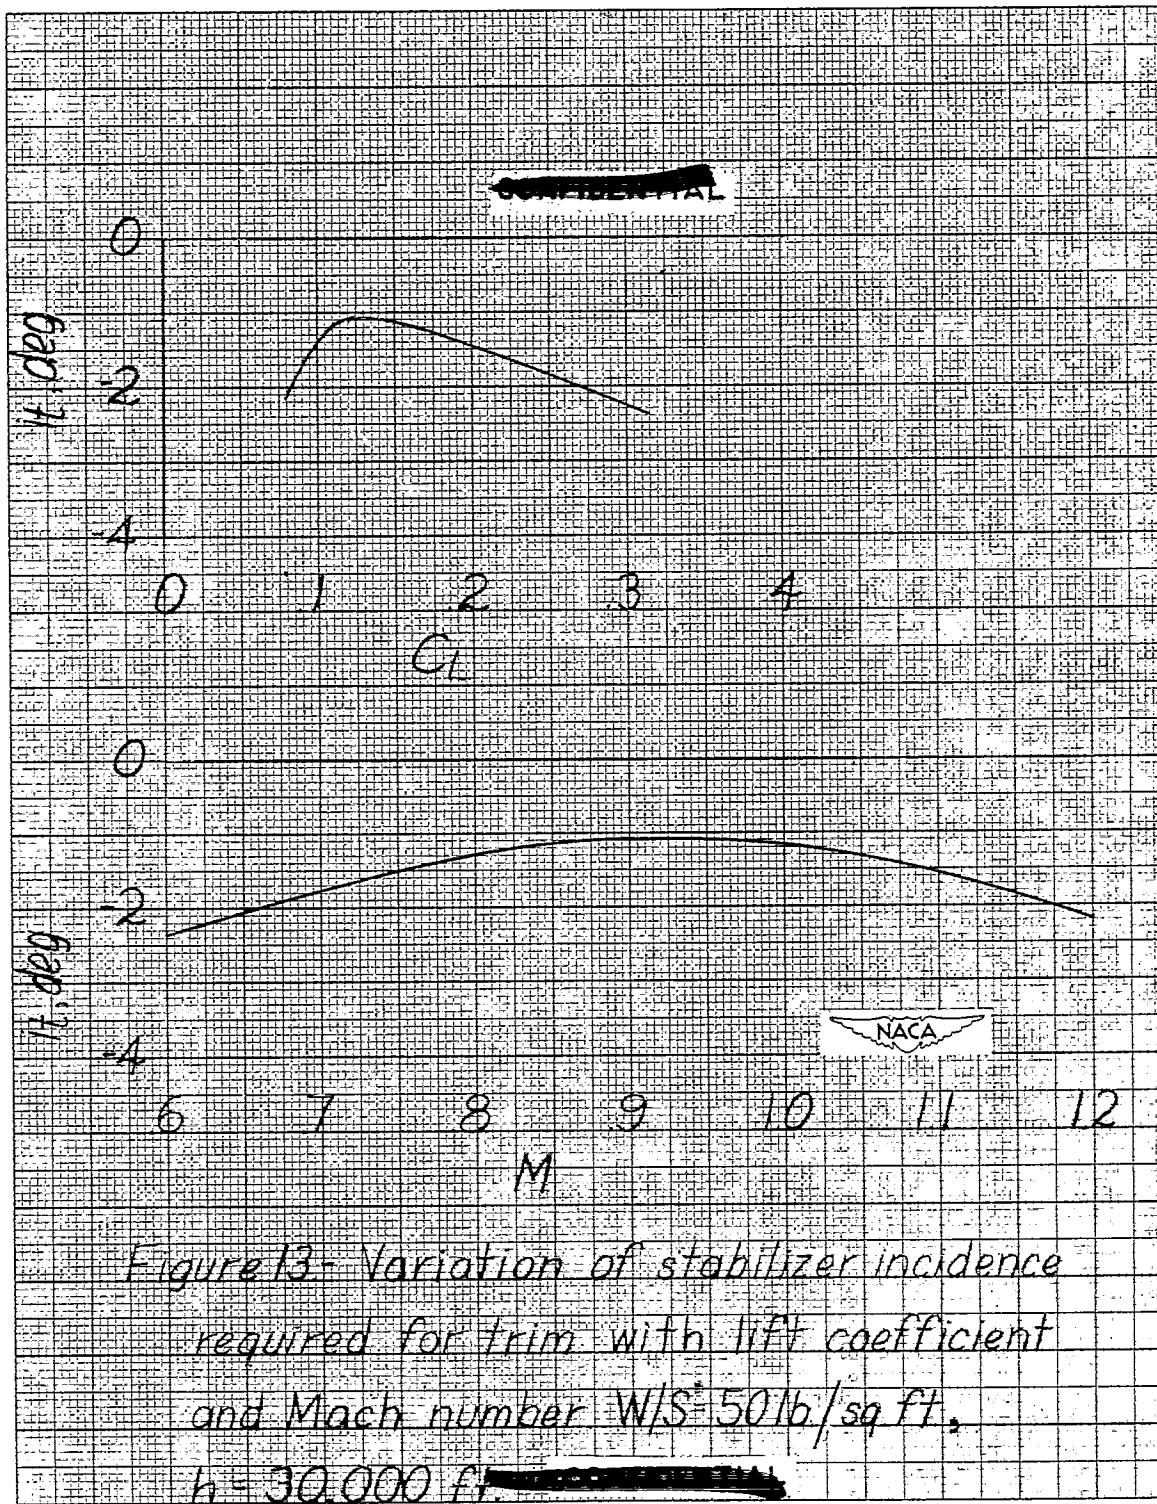 CONFIDENTIAL
0
it, deg
-2
-4
0 .1 .2 .3 .4
CL
0
-2
it, deg
-4
NACA
.6 .7 .8 .9 1.0 1.1 1.2
M
Figure 13.- Variation of stabilizer incidence
required for trim with lift coefficient
and Mach number W/S=50 lb/sq ft,
h = 30,000 ft.
CONFIDENTIAL